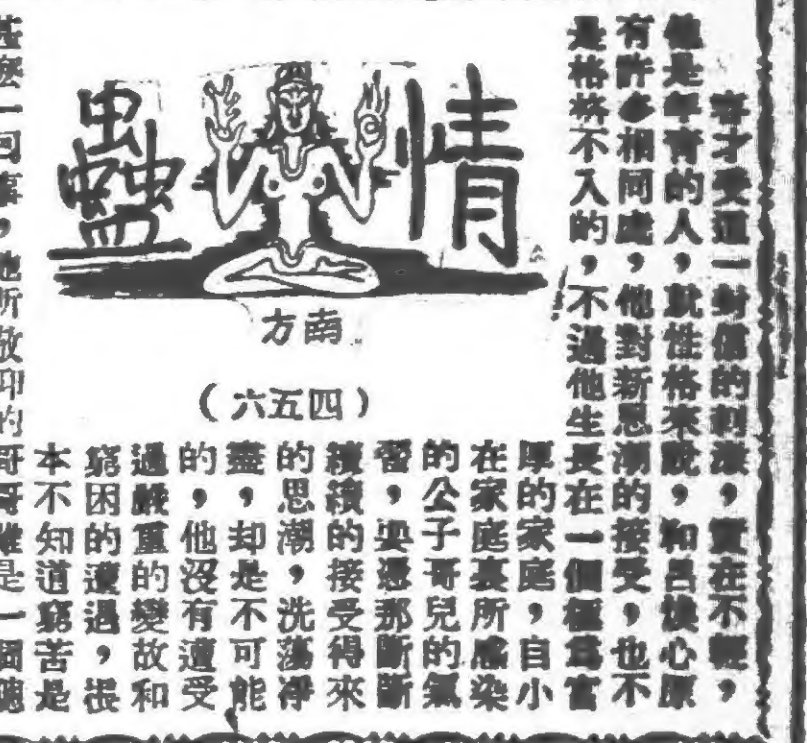 情蠱
南方
(四五六)
才受這一封信的刺激，實在不輕，
他是年青的人，就性格來說，和呂快心原
有許多相同處，他對新思潮的接受，也不
是格格不入的，不過他生長在一個極為富
厚的家庭，自小
在家庭裏所感染
的公子哥兒的氣
習，要憑那斷斷
續續的接受得來
的思潮，洗蕩淨
盡，却是不可能
的，他沒有遭受
過嚴重的變故和
窮困的遭遇，根
本不知道窮苦是
甚麼一回事，他所敬仰的哥哥雖是一個聰